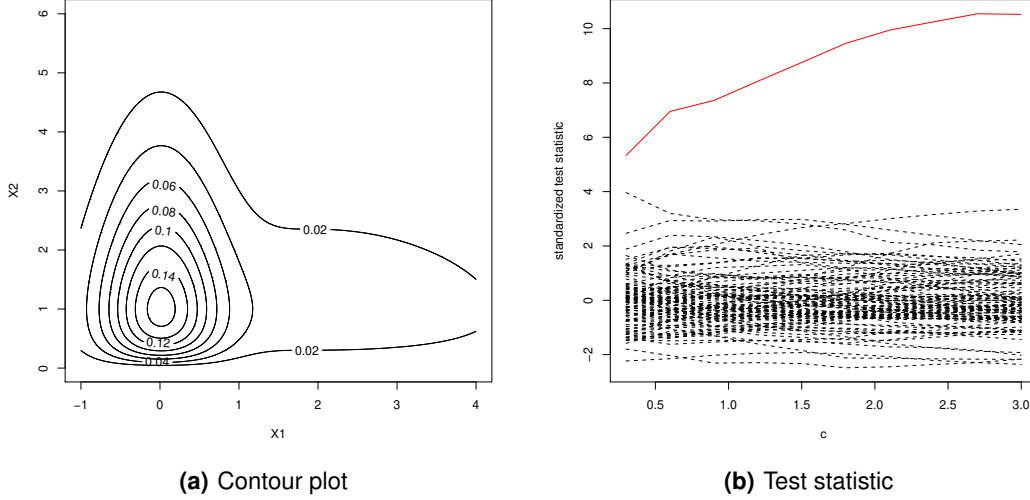 6
5
4
3
2
1
0
X2
0.06
0.08
0.1
0.14
0.12
0.04
0.02
0.02
−1 0 1 2 3 4
X1
(a) Contour plot
10
8
6
4
2
0
−2
standardized test statistic
0.5 1.0 1.5 2.0 2.5 3.0
c
(b) Test statistic